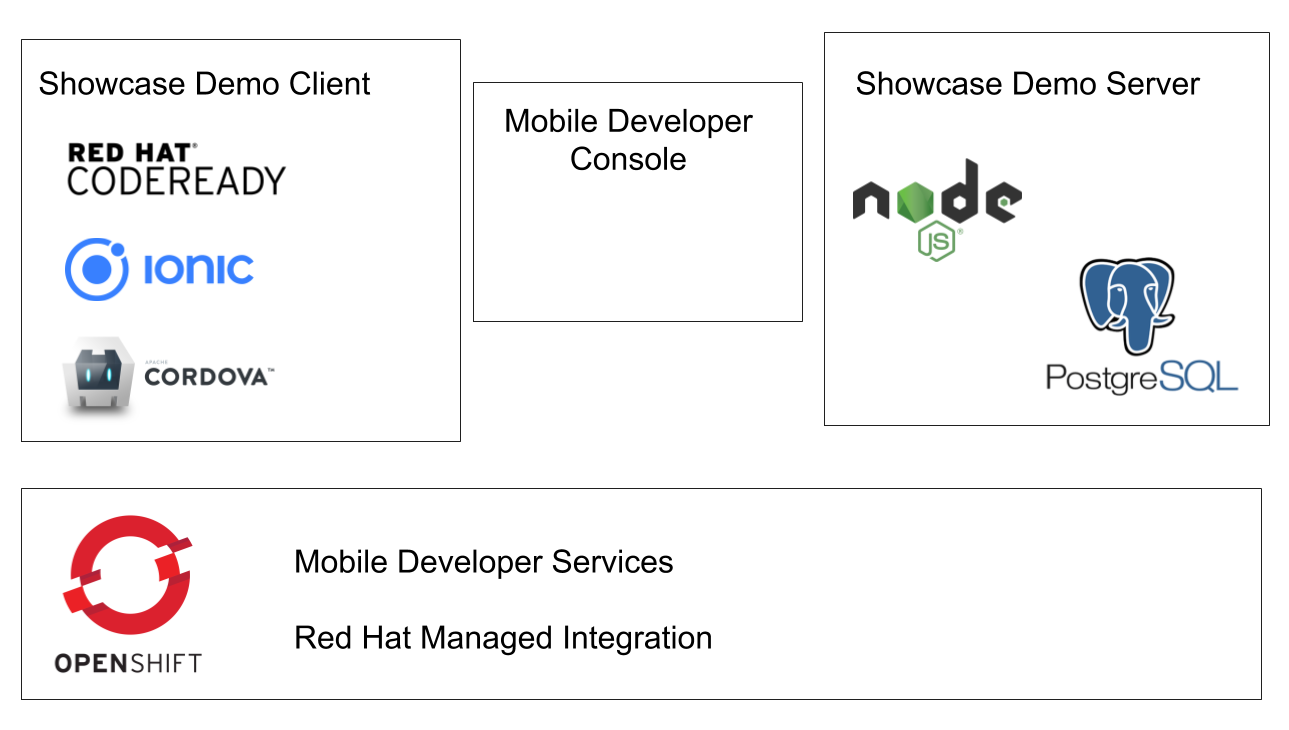 Showcase Demo Client
RED HAT®
CODEREADY
IONIC
APACHE
CORDOVA™
Mobile Developer
Console
Showcase Demo Server
node
JS®
PostgreSQL
OPENSHIFT
Mobile Developer Services
Red Hat Managed Integration